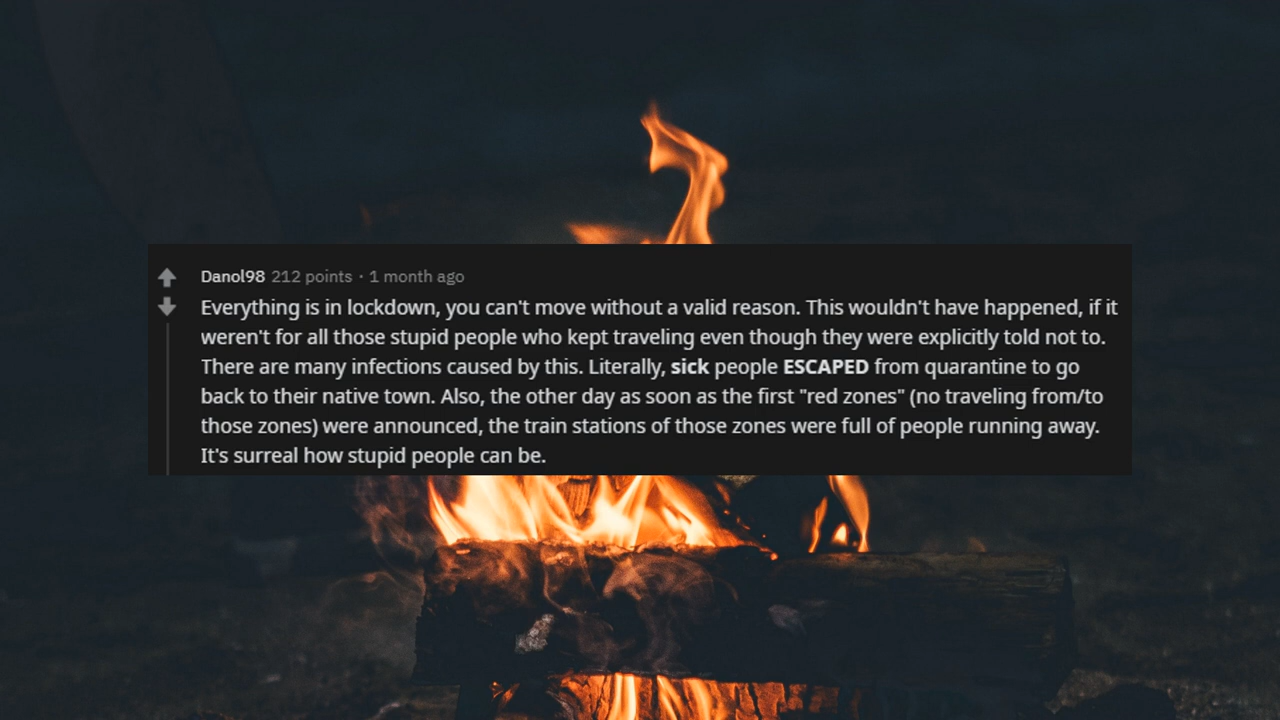 Danol98 212 points · 1 month ago
Everything is in lockdown, you can't move without a valid reason. This wouldn't have happened, if it
weren't for all those stupid people who kept traveling even though they were explicitly told not to.
There are many infections caused by this. Literally, sick people ESCAPED from quarantine to go
back to their native town. Also, the other day as soon as the first "red zones" (no traveling from/to
those zones) were announced, the train stations of those zones were full of people running away.
It's surreal how stupid people can be.